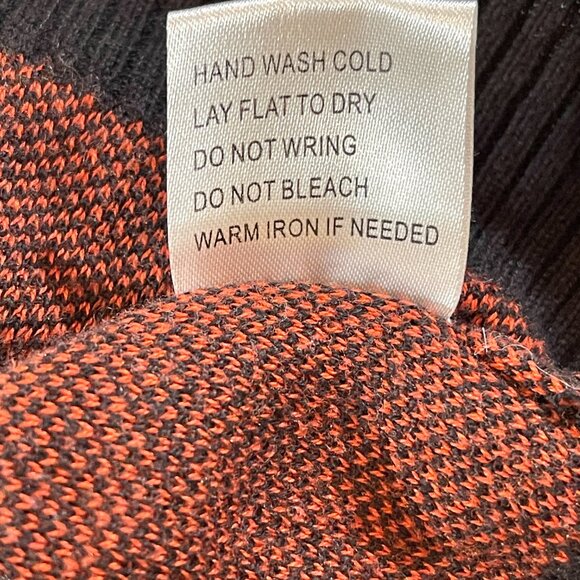 HAND WASH COLD
LAY FLAT TO DRY
DO NOT WRING
DO NOT BLEACH
WARM IRON IF NEEDED